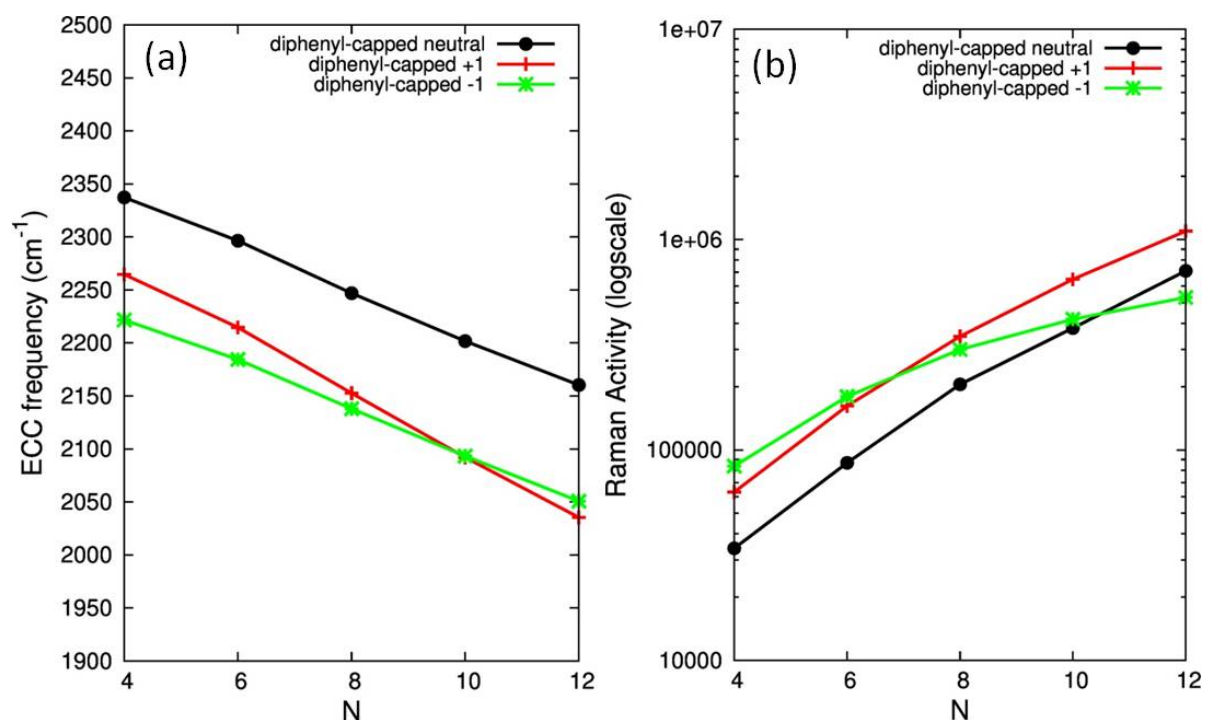 (a)
diphenyl-capped neutral
diphenyl-capped +1
diphenyl-capped -1
ECC frequency (cm⁻¹)
2500
2450
2400
2350
2300
2250
2200
2150
2100
2050
2000
1950
1900
4 6 8 10 12
N
(b)
diphenyl-capped neutral
diphenyl-capped +1
diphenyl-capped -1
Raman Activity (logscale)
1e+07
1e+06
100000
10000
4 6 8 10 12
N